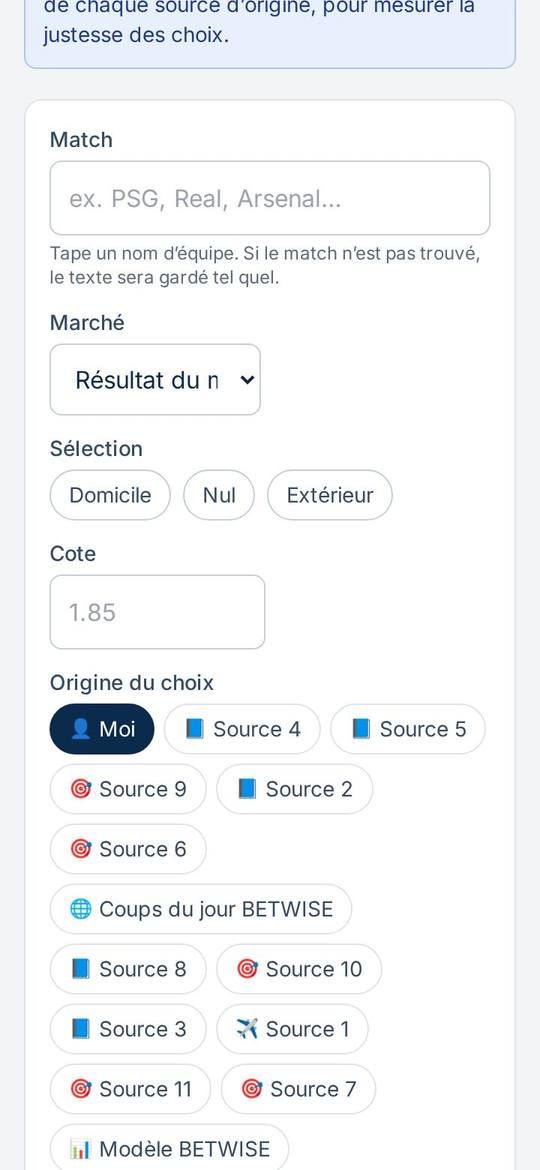 de chaque source d’origine, pour mesurer la
justesse des choix.
Match
ex. PSG, Real, Arsenal...
Tape un nom d’équipe. Si le match n’est pas trouvé,
le texte sera gardé tel quel.
Marché
Résultat du
Sélection
Domicile Nul Extérieur
Cote
1.85
Origine du choix
Moi Source 4 Source 5
Source 9 Source 2
Source 6
Coups du jour BETWISE
Source 8 Source 10
Source 3 Source 1
Source 11 Source 7
Modèle BETWISE